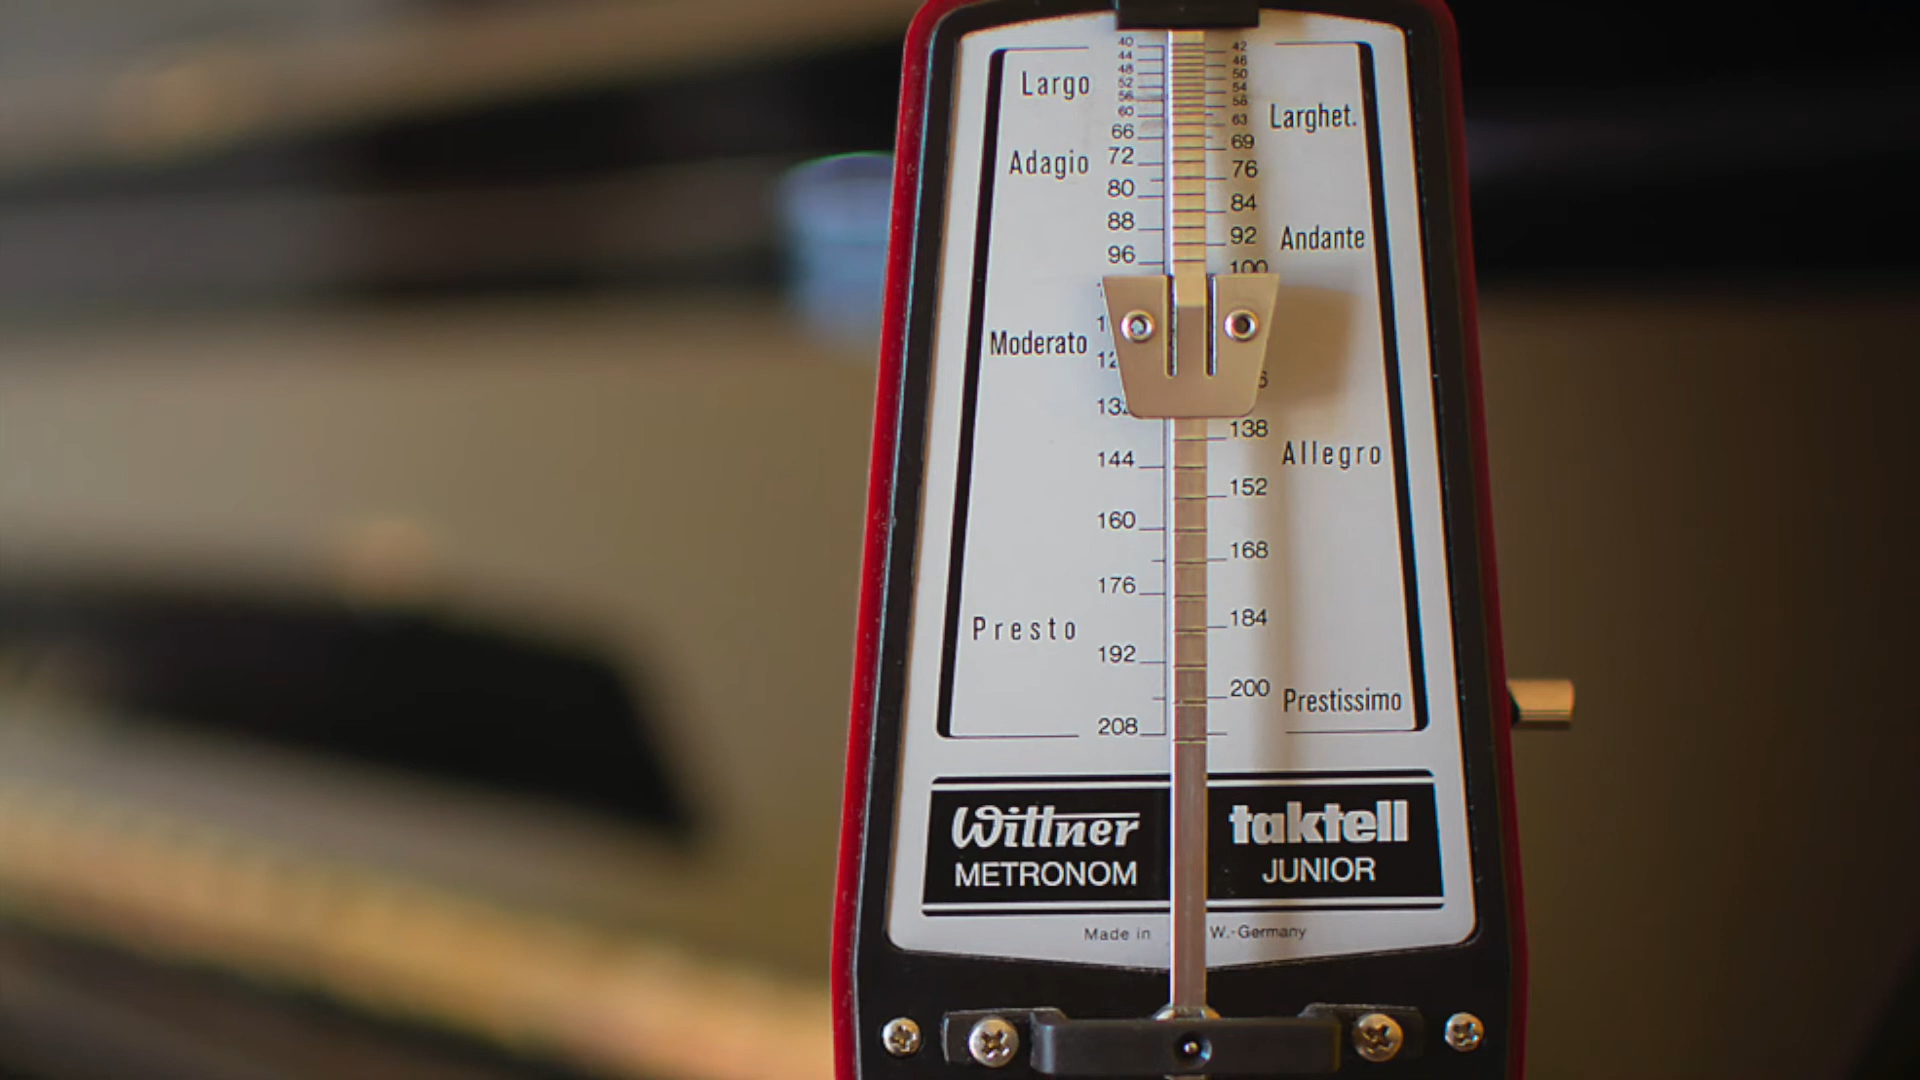 40 42
44 46
48 50
52 54
56 58
Largo
Larghet.
60 63
66 69
Adagio
72 76
80 84
88 92
Andante
96 100
Moderato
138
144
Allegro
152
160
168
176
184
Presto
192
200
Prestissimo
208
Wittner taktell
METRONOM JUNIOR
Made in W.-Germany